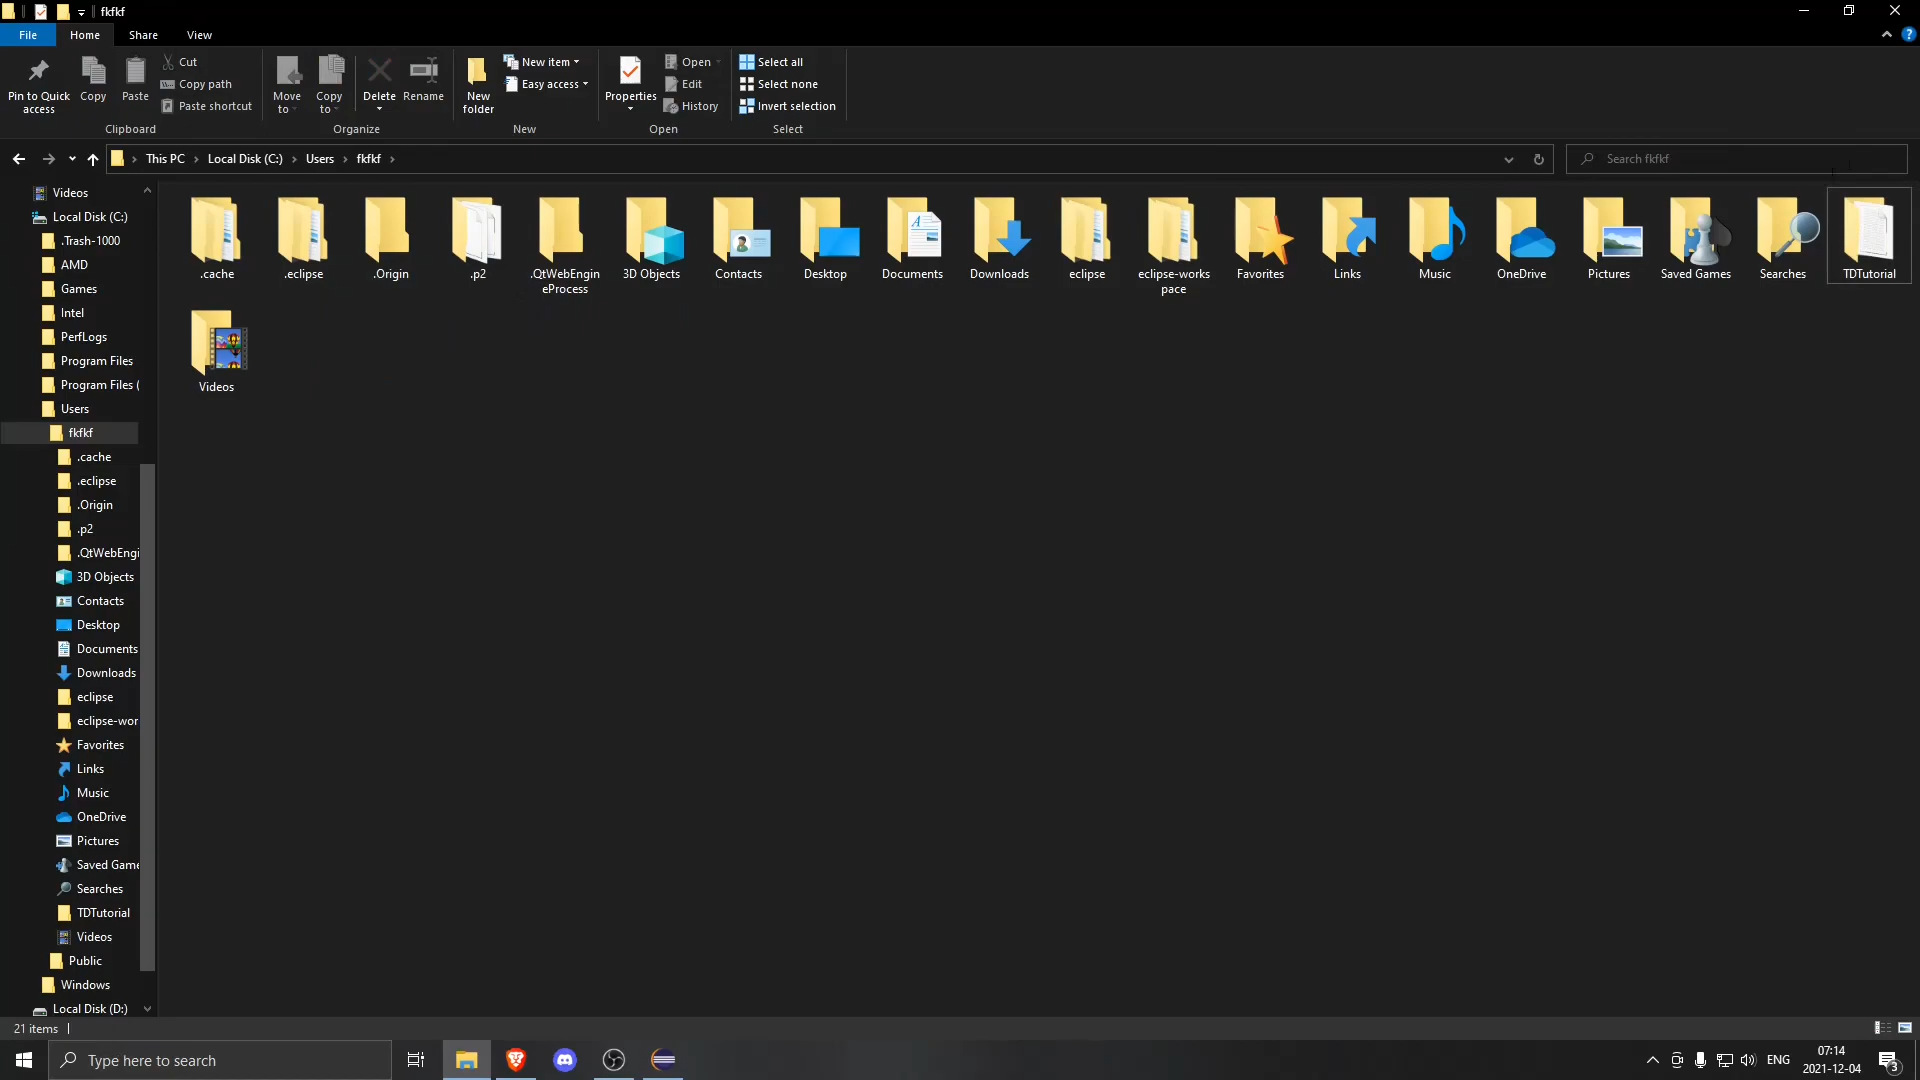 fkfkf
File Home Share View
Pin to Quick access
Copy
Paste
Cut
Copy path
Paste shortcut
Clipboard
Move to
Copy to
Delete
Rename
Organize
New folder
New item
Easy access
New
Properties
Open
Edit
History
Open
Select all
Select none
Invert selection
Select
This PC Local Disk (C:) Users fkfkf
Search fkfkf
Videos
Local Disk (C:)
.Trash-1000
AMD
Games
Intel
PerfLogs
Program Files
Program Files (
Users
fkfkf
.cache
.eclipse
.Origin
.p2
.QtWebEngi
3D Objects
Contacts
Desktop
Documents
Downloads
eclipse
eclipse-wor
Favorites
Links
Music
OneDrive
Pictures
Saved Game
Searches
TDTutorial
Videos
Public
Windows
Local Disk (D:)
.cache
.eclipse
.Origin
.p2
.QtWebEngin
eProcess
3D Objects
Contacts
Desktop
Documents
Downloads
eclipse
eclipse-works
pace
Favorites
Links
Music
OneDrive
Pictures
Saved Games
Searches
TDTutorial
Videos
21 items
Type here to search
ENG
07:14
2021-12-04
3